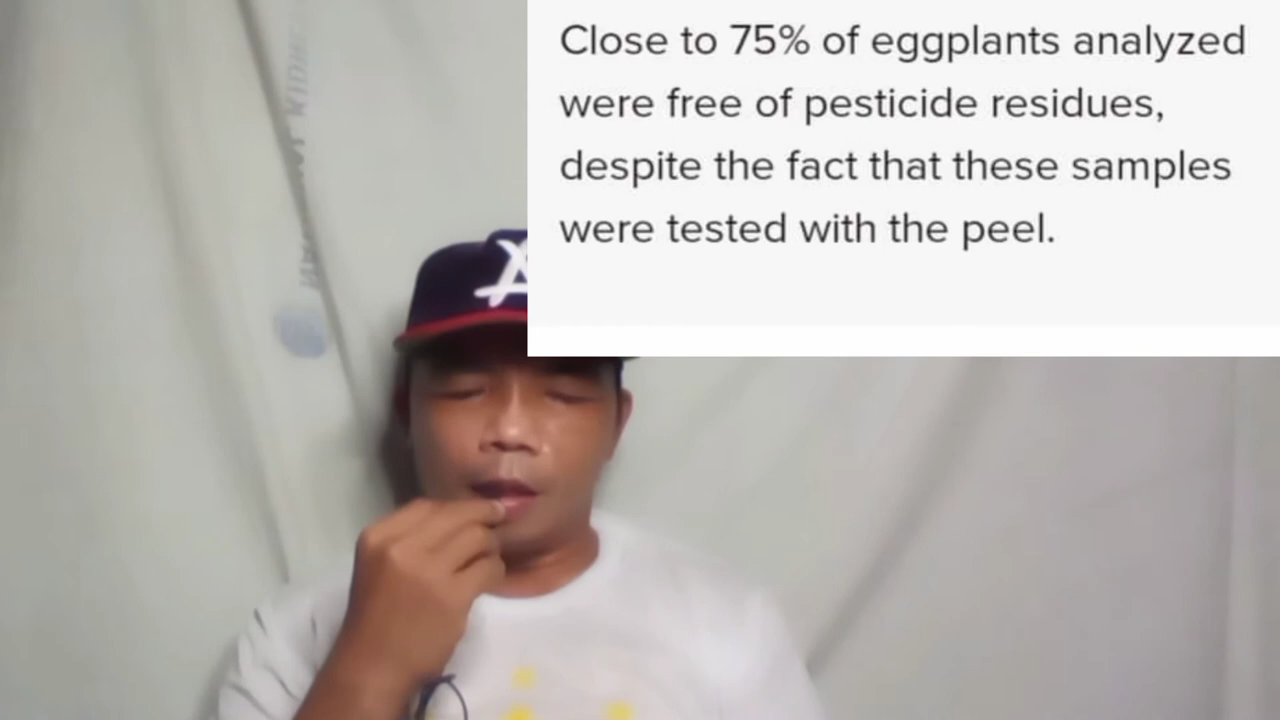 Close to 75% of eggplants analyzed
were free of pesticide residues,
despite the fact that these samples
were tested with the peel.